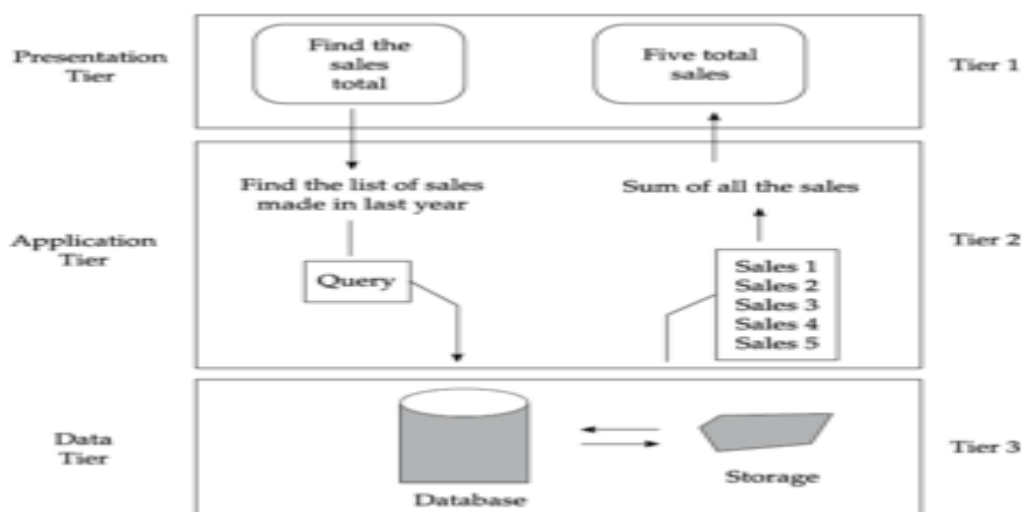 Presentation
Tier
Find the
sales
total
Five total
sales
Tier 1
Find the list of sales
made in last year
Sum of all the sales
Application
Tier
Query
Sales 1
Sales 2
Sales 3
Sales 4
Sales 5
Tier 2
Data
Tier
Database
Storage
Tier 3